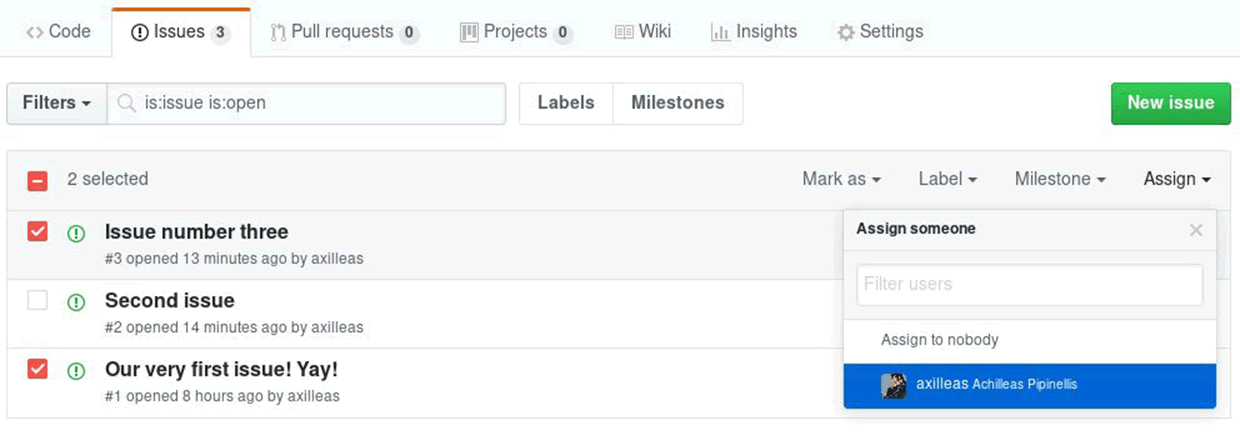 Code Issues 3 Pull requests 0 Projects 0 Wiki Insights Settings
Filters is:issue is:open Labels Milestones New issue
2 selected Mark as Label Milestone Assign
Issue number three
#3 opened 13 minutes ago by axilleas
Second issue
#2 opened 14 minutes ago by axilleas
Our very first issue! Yay!
#1 opened 8 hours ago by axilleas
Assign someone
Filter users
Assign to nobody
axilleas Achilleas Pipinellis